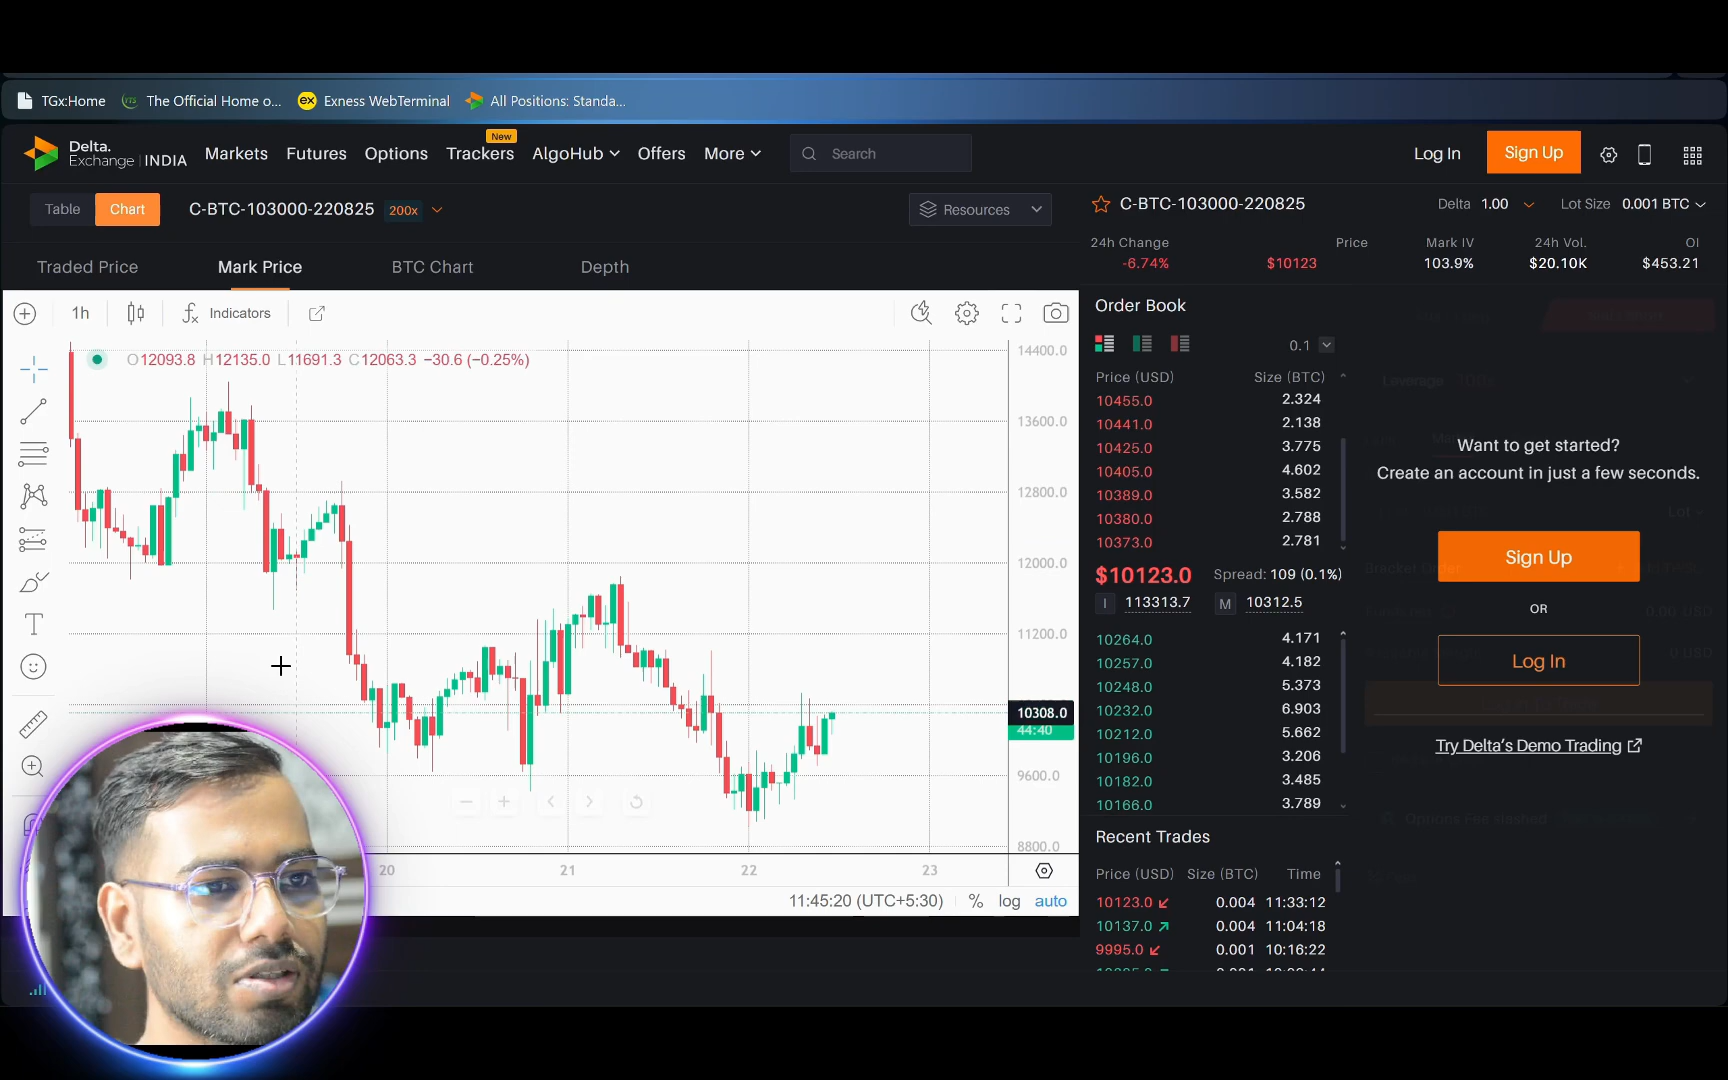 TGx:Home The Official Home o... Exness WebTerminal All Positions: Standa...
New
Delta. Exchange INDIA Markets Futures Options Trackers AlgoHub Offers More Search Log In Sign Up
Table Chart C-BTC-103000-220825 200x Resources
C-BTC-103000-220825 Delta 1.00 Lot Size 0.001 BTC
24h Change Price Mark IV 24h Vol. OI
-6.74% $10123 103.9% $20.10K $453.21
Traded Price Mark Price BTC Chart Depth
1h Indicators
O12093.8 H12135.0 L11691.3 C12063.3 −30.6 (−0.25%)
14400.0
13600.0
12800.0
12000.0
11200.0
10308.0
44:40
9600.0
8800.0
20 21 22 23
11:45:20 (UTC+5:30) % log auto
Order Book
0.1
Price (USD) Size (BTC)
10455.0 2.324
10441.0 2.138
10425.0 3.775
10405.0 4.602
10389.0 3.582
10380.0 2.788
10373.0 2.781
$10123.0 Spread: 109 (0.1%)
I 113313.7 M 10312.5
10264.0 4.171
10257.0 4.182
10248.0 5.373
10232.0 6.903
10212.0 5.662
10196.0 3.206
10182.0 3.485
10166.0 3.789
Recent Trades
Price (USD) Size (BTC) Time
10123.0 0.004 11:33:12
10137.0 0.004 11:04:18
9995.0 0.001 10:16:22
Leverage
Want to get started?
Create an account in just a few seconds.
Lot
Sign Up
Bracket Order
OR
0.00 USD
Log In
0 USD
Try Delta's Demo Trading
Options Fee slashed